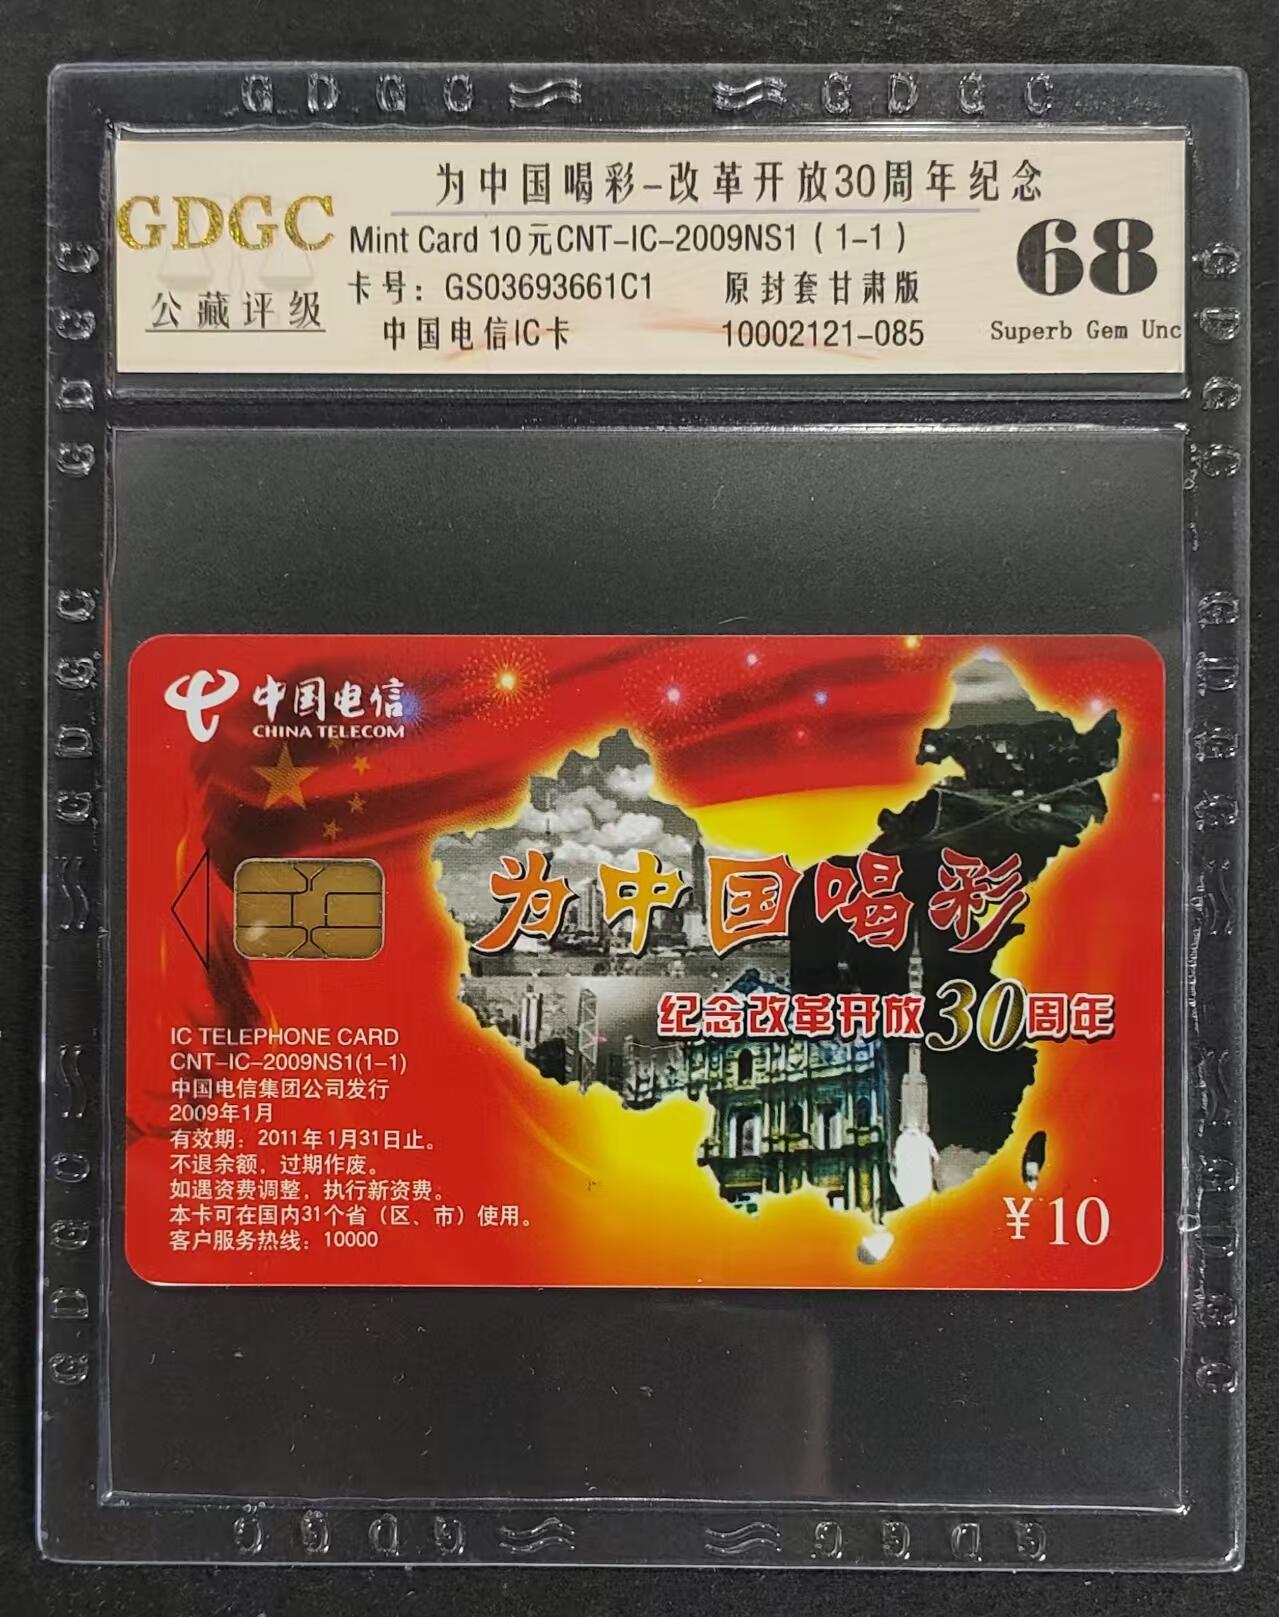 GDGC GDGC
为中国喝彩-改革开放30周年纪念
GDGC
公藏评级
Mint Card 10元CNT-IC-2009NS1(1-1)
卡号：GS03693661C1 原封套甘肃版
中国电信IC卡 10002121-085
68
Superb Gem Unc
中国电信
CHINA TELECOM
为中国喝彩
纪念改革开放30周年
IC TELEPHONE CARD
CNT-IC-2009NS1(1-1)
中国电信集团公司发行
2009年1月
有效期：2011年1月31日止。
不退余额，过期作废。
如遇资费调整，执行新资费。
本卡可在国内31个省（区、市）使用。
客户服务热线：10000
¥10